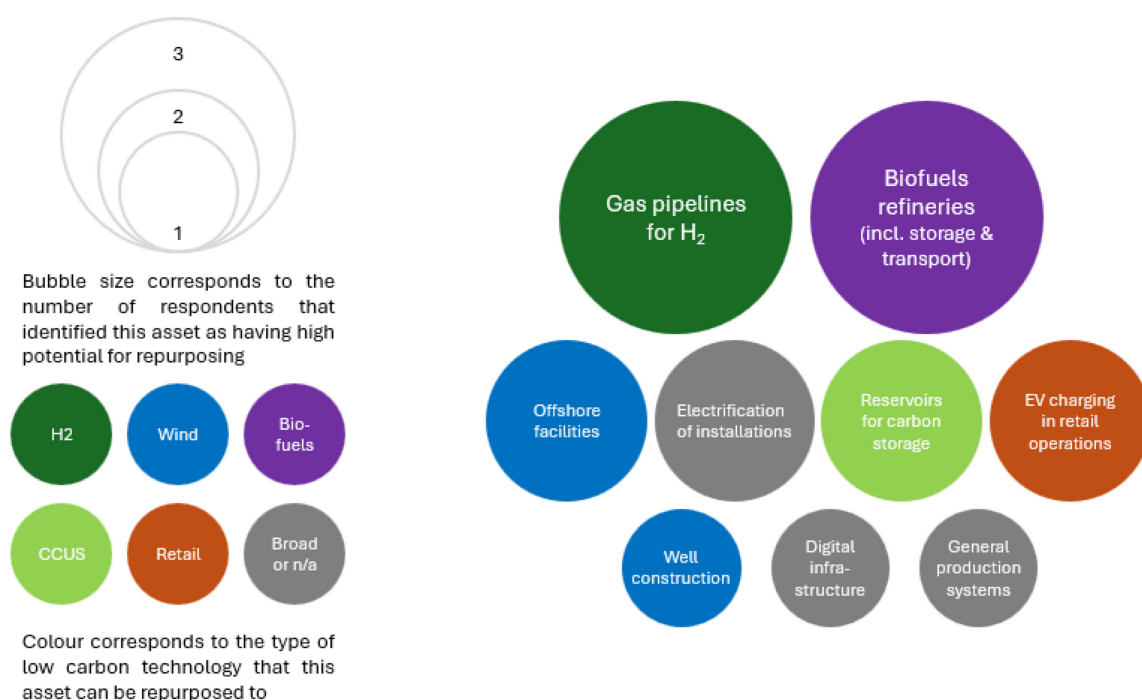 3
2
1
Bubble size corresponds to the
number of respondents that
identified this asset as having high
potential for repurposing
H2
Wind
Bio-
fuels
CCUS
Retail
Broad
or n/a
Colour corresponds to the type of
low carbon technology that this
asset can be repurposed to
Gas pipelines
for H₂
Biofuels
refineries
(incl. storage &
transport)
Offshore
facilities
Electrification
of installations
Reservoirs
for carbon
storage
EV charging
in retail
operations
Well
construction
Digital
infra-
structure
General
production
systems